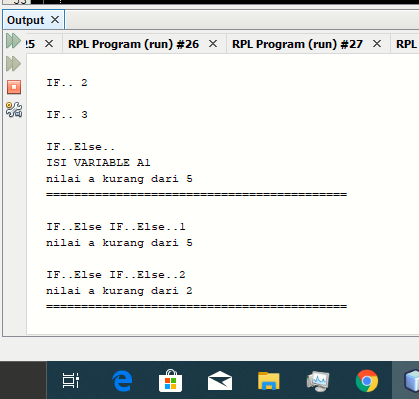 Output
25 RPL Program (run) #26 RPL Program (run) #27 RPL
IF.. 2
IF.. 3
IF..Else..
ISI VARIABLE A1
nilai a kurang dari 5
===========================================
IF..Else IF..Else..1
nilai a kurang dari 5
IF..Else IF..Else..2
nilai a kurang dari 2
===========================================